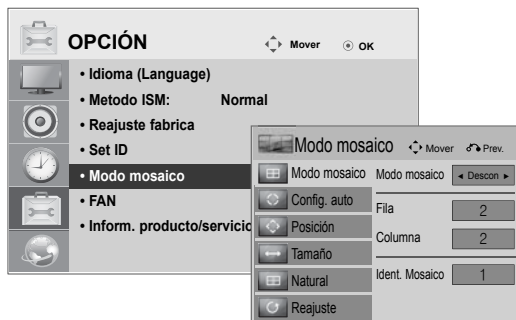 OPCIÓN Mover OK
• Idioma (Language)
• Metodo ISM: Normal
• Reajuste fabrica
• Set ID
• Modo mosaico
• FAN
• Inform. producto/servicio
Modo mosaico Mover Prev.
Modo mosaico Modo mosaico ◄ Descon ►
Config. auto
Fila 2
Posición
Columna 2
Tamaño
Natural Ident. Mosaico 1
Reajuste